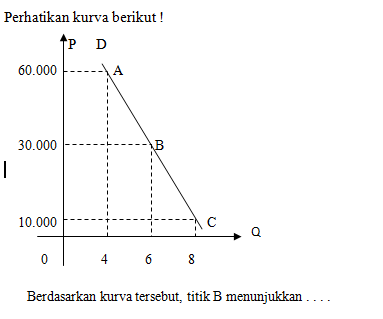 Perhatikan kurva berikut !
P D
60.000 A
30.000 B
10.000 C
Q
0 4 6 8
Berdasarkan kurva tersebut, titik B menunjukkan . . . .